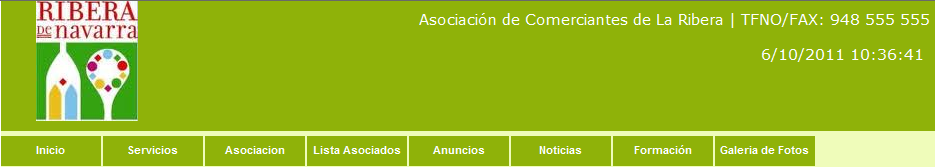 RIBERA
DE navarra
Asociación de Comerciantes de La Ribera | TFNO/FAX: 948 555 555
6/10/2011 10:36:41
Inicio
Servicios
Asociacion
Lista Asociados
Anuncios
Noticias
Formación
Galeria de Fotos